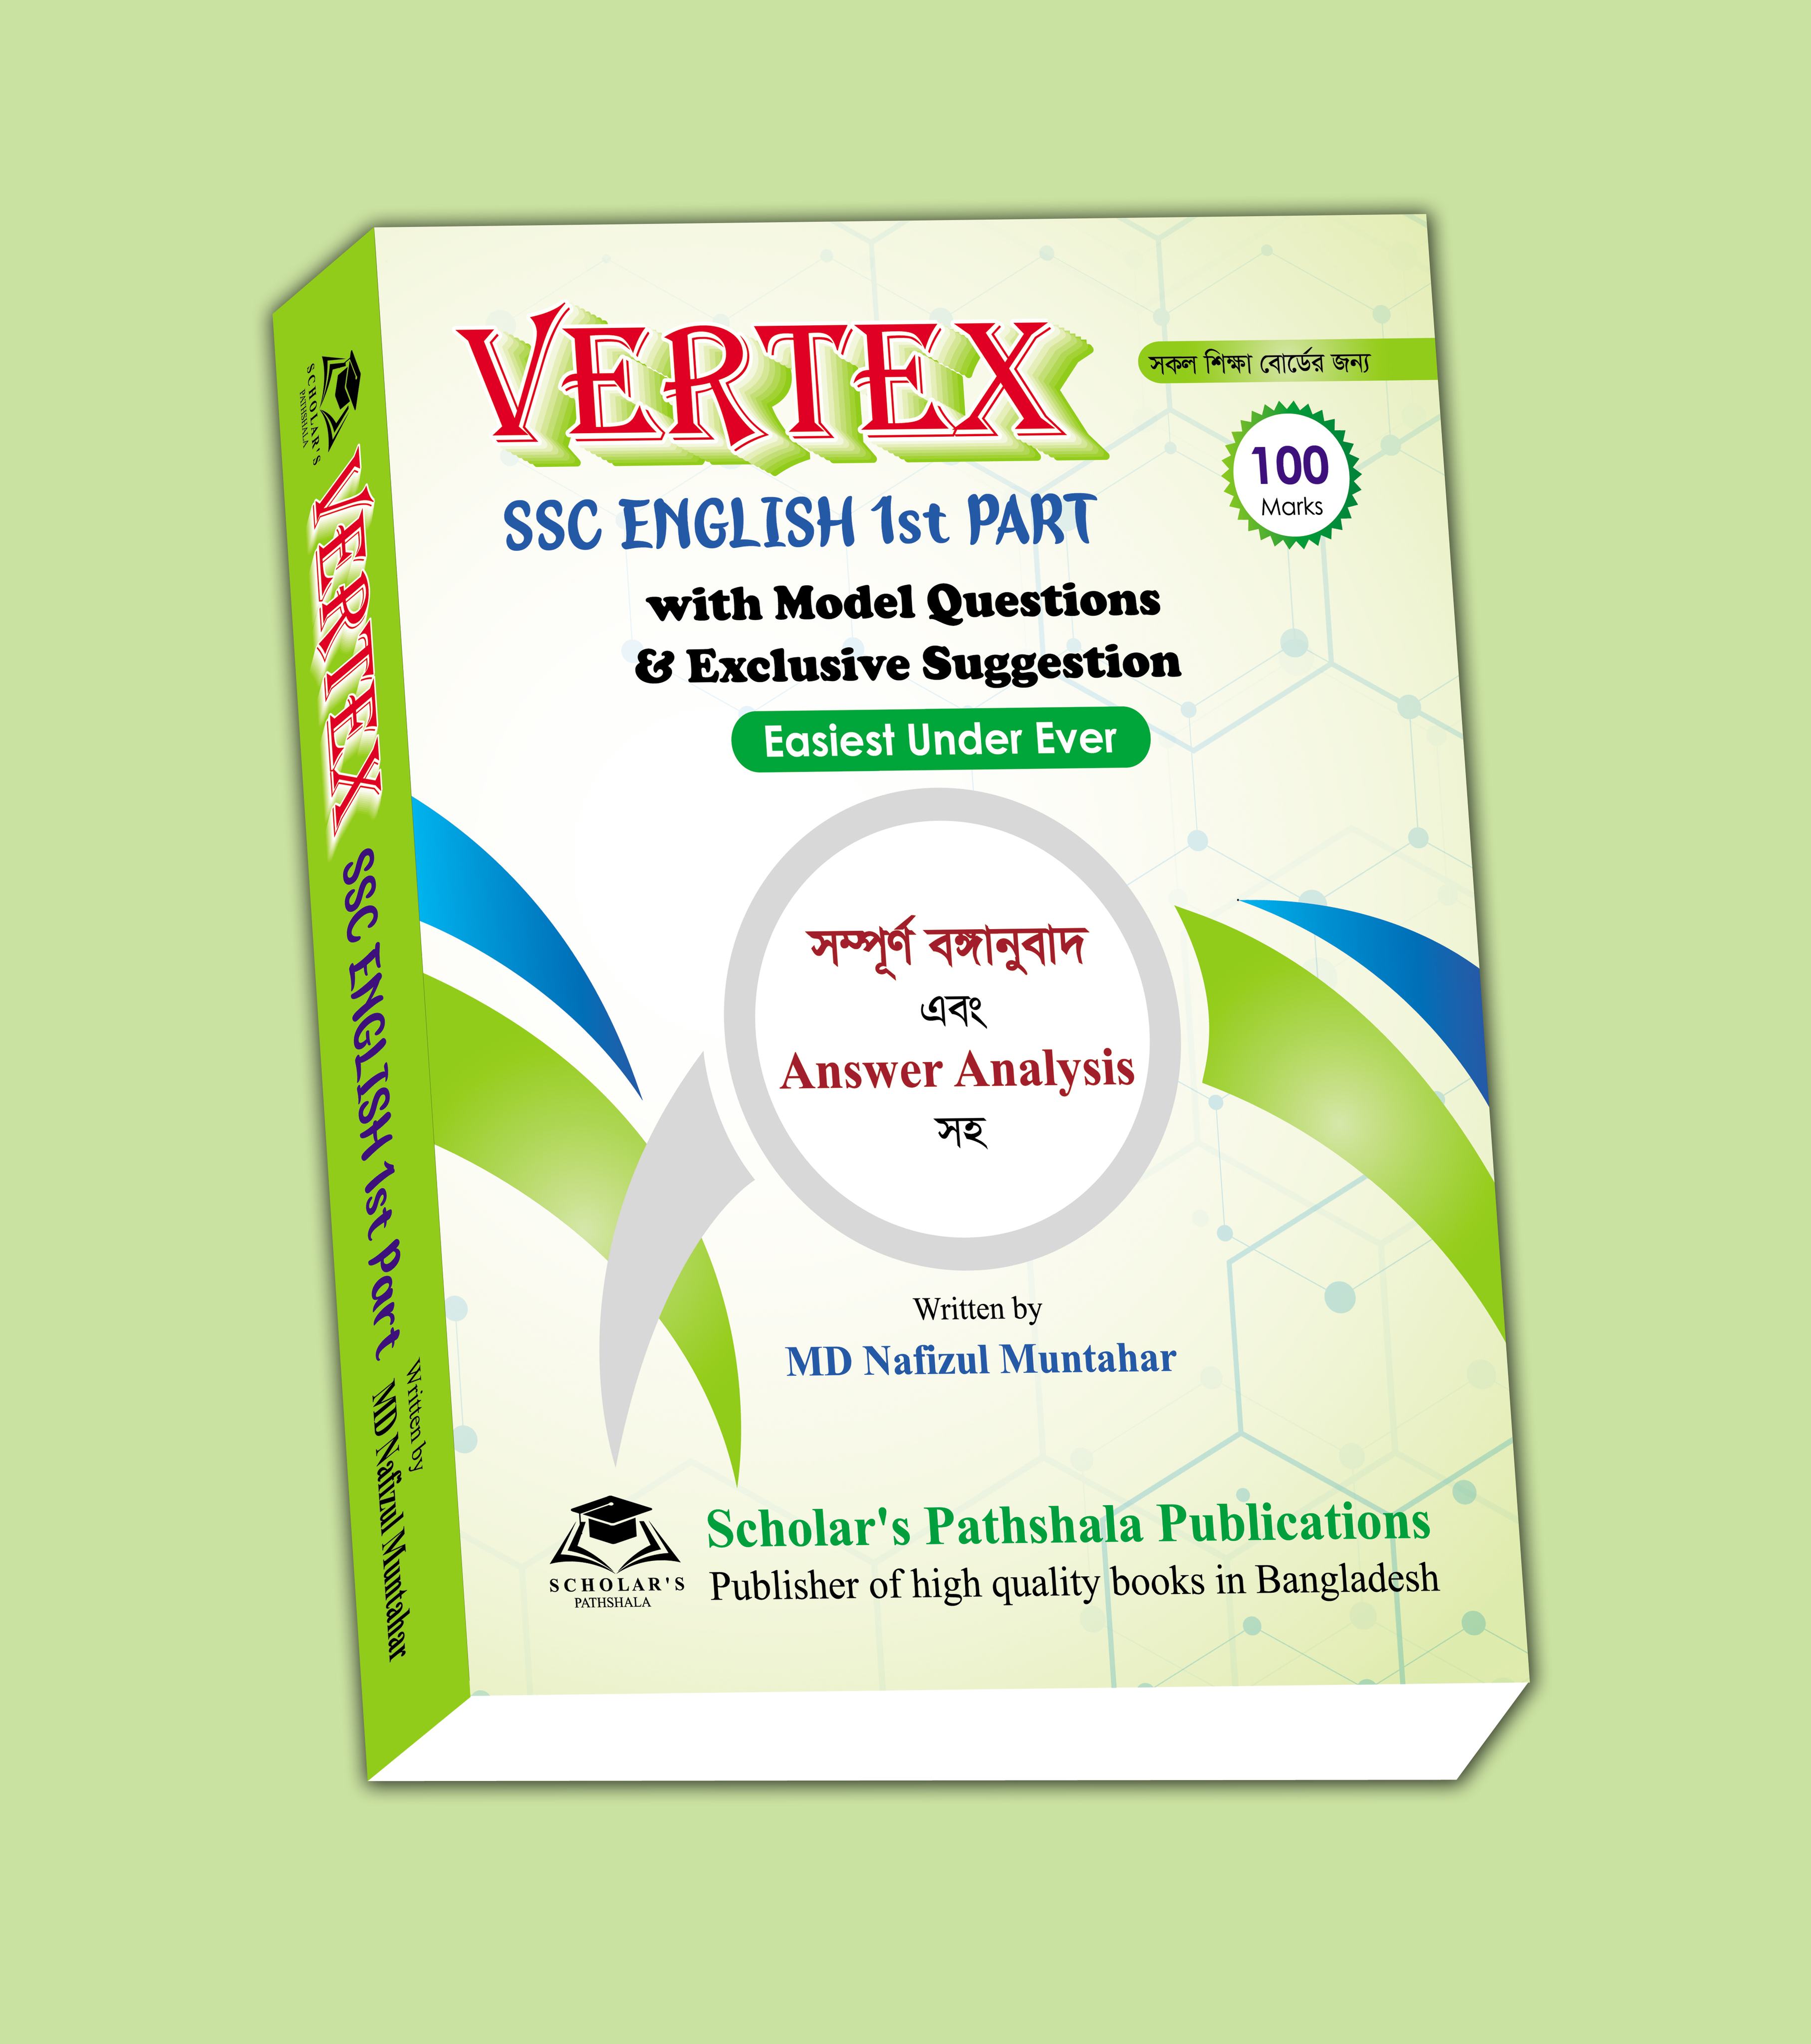 VERTEX
সকল শিক্ষা বোর্ডের জন্য
100
Marks
SSC ENGLISH 1st PART
with Model Questions
& Exclusive Suggestion
Easiest Under Ever
সম্পূর্ণ বঙ্গানুবাদ
এবং
Answer Analysis
সহ
Written by
MD Nafizul Muntahar
SCHOLAR'S
PATHSHALA
Scholar's Pathshala Publications
Publisher of high quality books in Bangladesh
SCHOLAR'S
PATHSHALA
VERTEX
SSC ENGLISH 1st part
Written by
MD Nafizul Muntahar